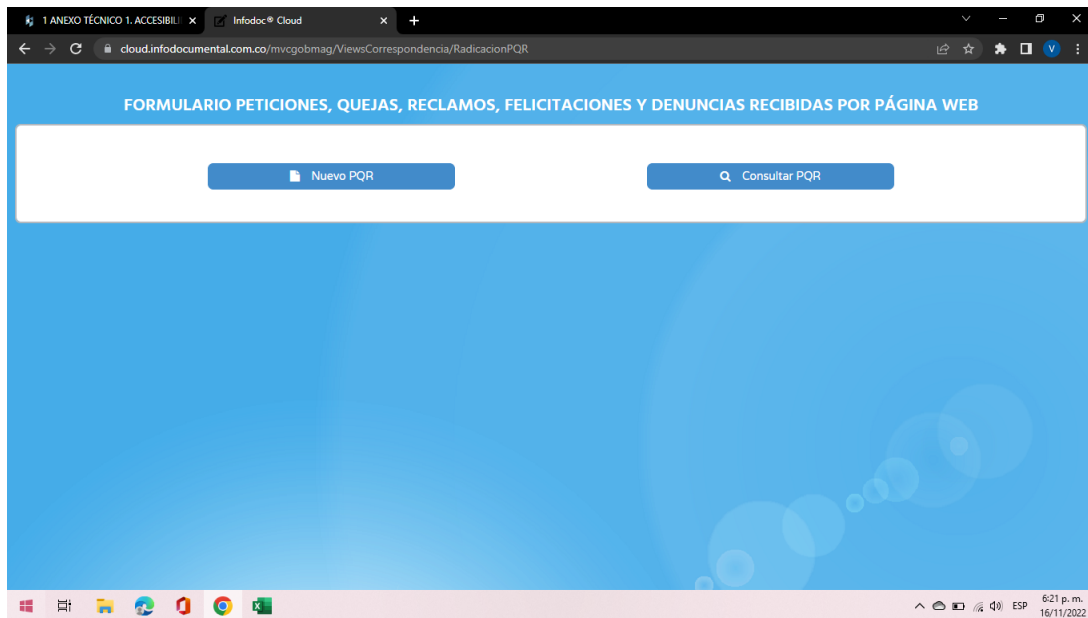 1 ANEXO TÉCNICO 1. ACCESIBILI
Infodoc® Cloud
cloud.infodocumental.com.co/mvcgobmag/ViewsCorrespondencia/RadicacionPQR
V
FORMULARIO PETICIONES, QUEJAS, RECLAMOS, FELICITACIONES Y DENUNCIAS RECIBIDAS POR PÁGINA WEB
Nuevo PQR
Consultar PQR
ESP
6:21 p. m.
16/11/2022